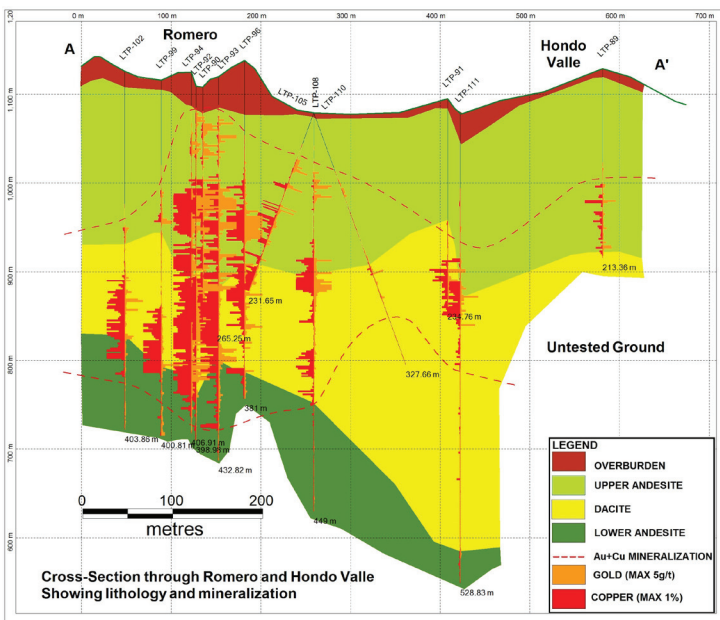 0 m
100 m
200 m
300 m
400 m
500 m
600 m
700 m
1,20
A
Romero
LTP-102
LTP-99
LTP-94
LTP-92
LTP-90
LTP-93
LTP-96
LTP-105
LTP-108
LTP-110
LTP-91
LTP-111
Hondo
Valle
LTP-89
A'
1,100 m
1,000 m
900 m
800 m
700 m
600 m
231.65 m
265.25 m
234.76 m
213.36 m
327.66 m
381 m
403.86 m
400.81 m
406.91 m
398.98 m
432.82 m
449 m
528.83 m
Untested Ground
0
100
200
metres
Cross-Section through Romero and Hondo Valle
Showing lithology and mineralization
LEGEND
OVERBURDEN
UPPER ANDESITE
DACITE
LOWER ANDESITE
Au+Cu MINERALIZATION
GOLD (MAX 5g/t)
COPPER (MAX 1%)